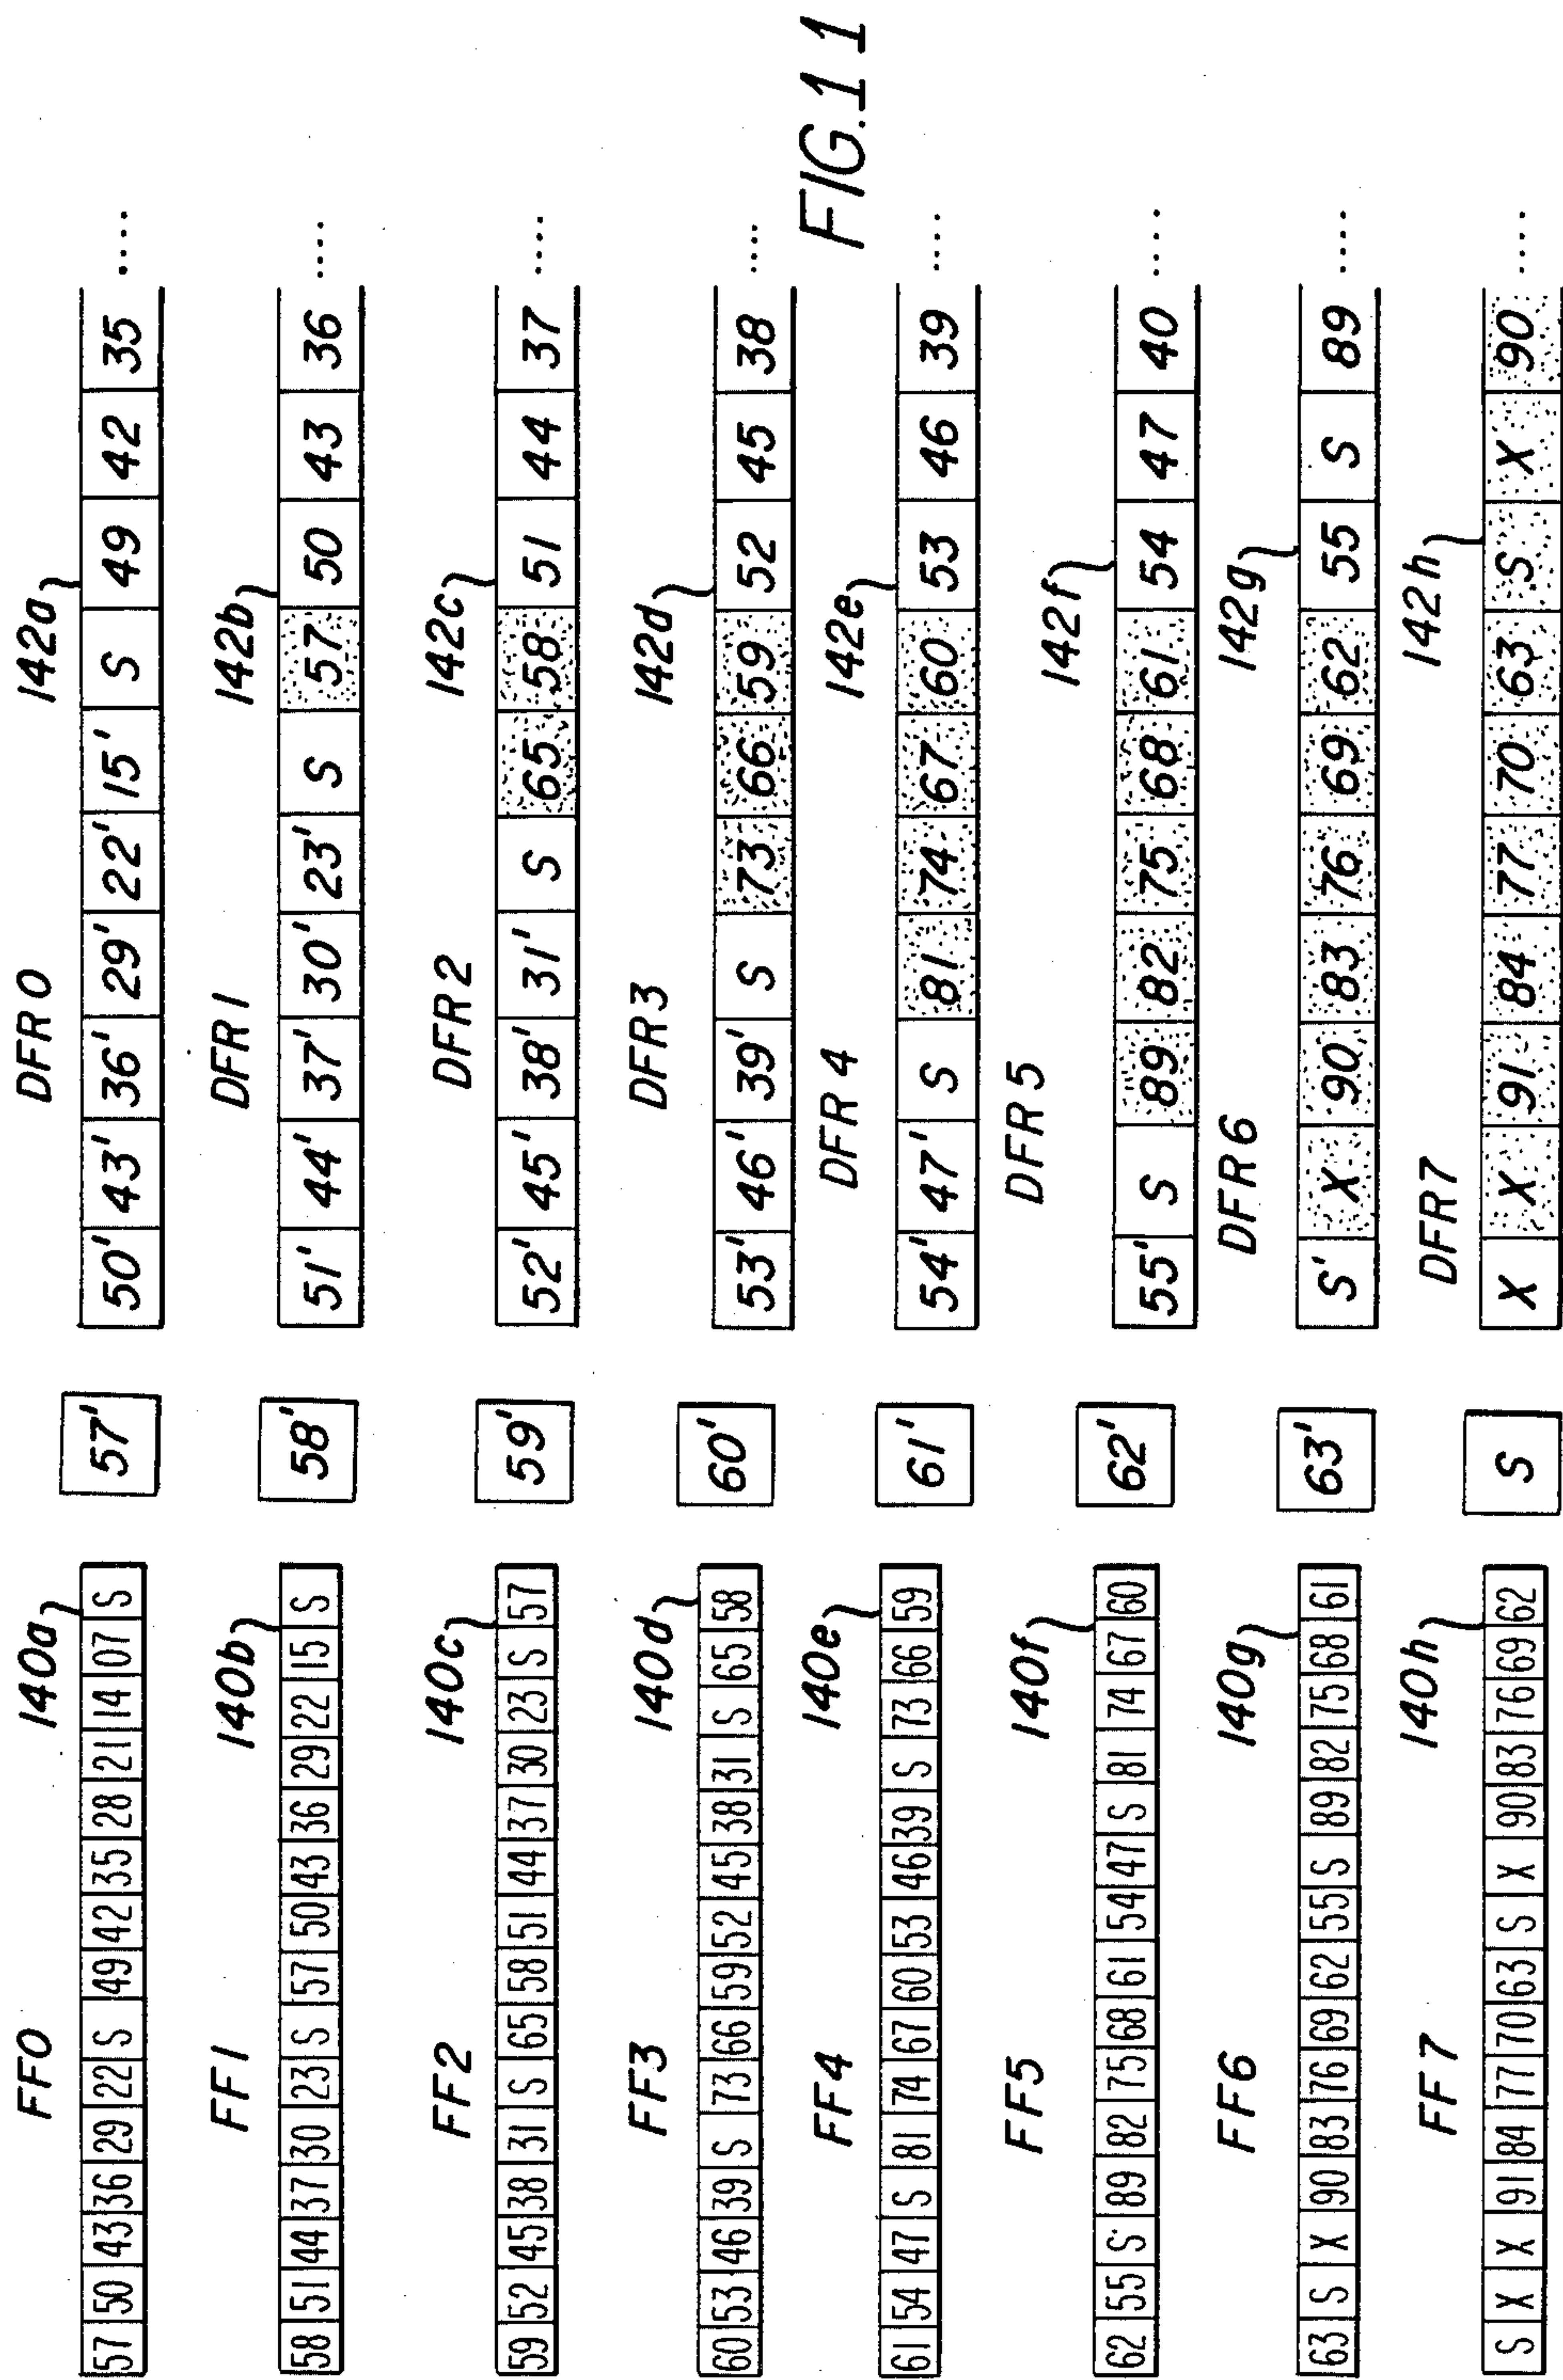 FF0 140a DFR0 142a
57 50 43 36 29 22 S 49 42 35 28 21 14 07 S 57' 50' 43' 36' 29' 22' 15' S 49 42 35 ....
FF1 140b DFR1 142b
58 51 44 37 30 23 S 57 50 43 36 29 22 15 S 58' 51' 44' 37' 30' 23' S 57 50 43 36 ....
FF2 140c DFR2 142c
59 52 45 38 31 S 65 58 51 44 37 30 23 S 57 59' 52' 45' 38' 31' S 65 58 51 44 37 ....
FF3 140d DFR3 142d
60 53 46 39 S 73 66 59 52 45 38 31 S 65 58 60' 53' 46' 39' S 73 66 59 52 45 38 ....
FF4 140e DFR4 142e
FIG.11
61 54 47 S 81 74 67 60 53 46 39 S 73 66 59 61' 54' 47' S 81 74 67 60 53 46 39 ....
FF5 140f DFR5 142f
62 55 S 89 82 75 68 61 54 47 S 81 74 67 60 62' 55' S 89 82 75 68 61 54 47 40 ....
FF6 140g DFR6 142g
63 S X 90 83 76 69 62 55 S 89 82 75 68 61 63' S' X 90 83 76 69 62 55 S 89 ....
FF7 140h DFR7 142h
S X X 91 84 77 70 63 S X 90 83 76 69 62 S X X 91 84 77 70 63 S X 90 ....